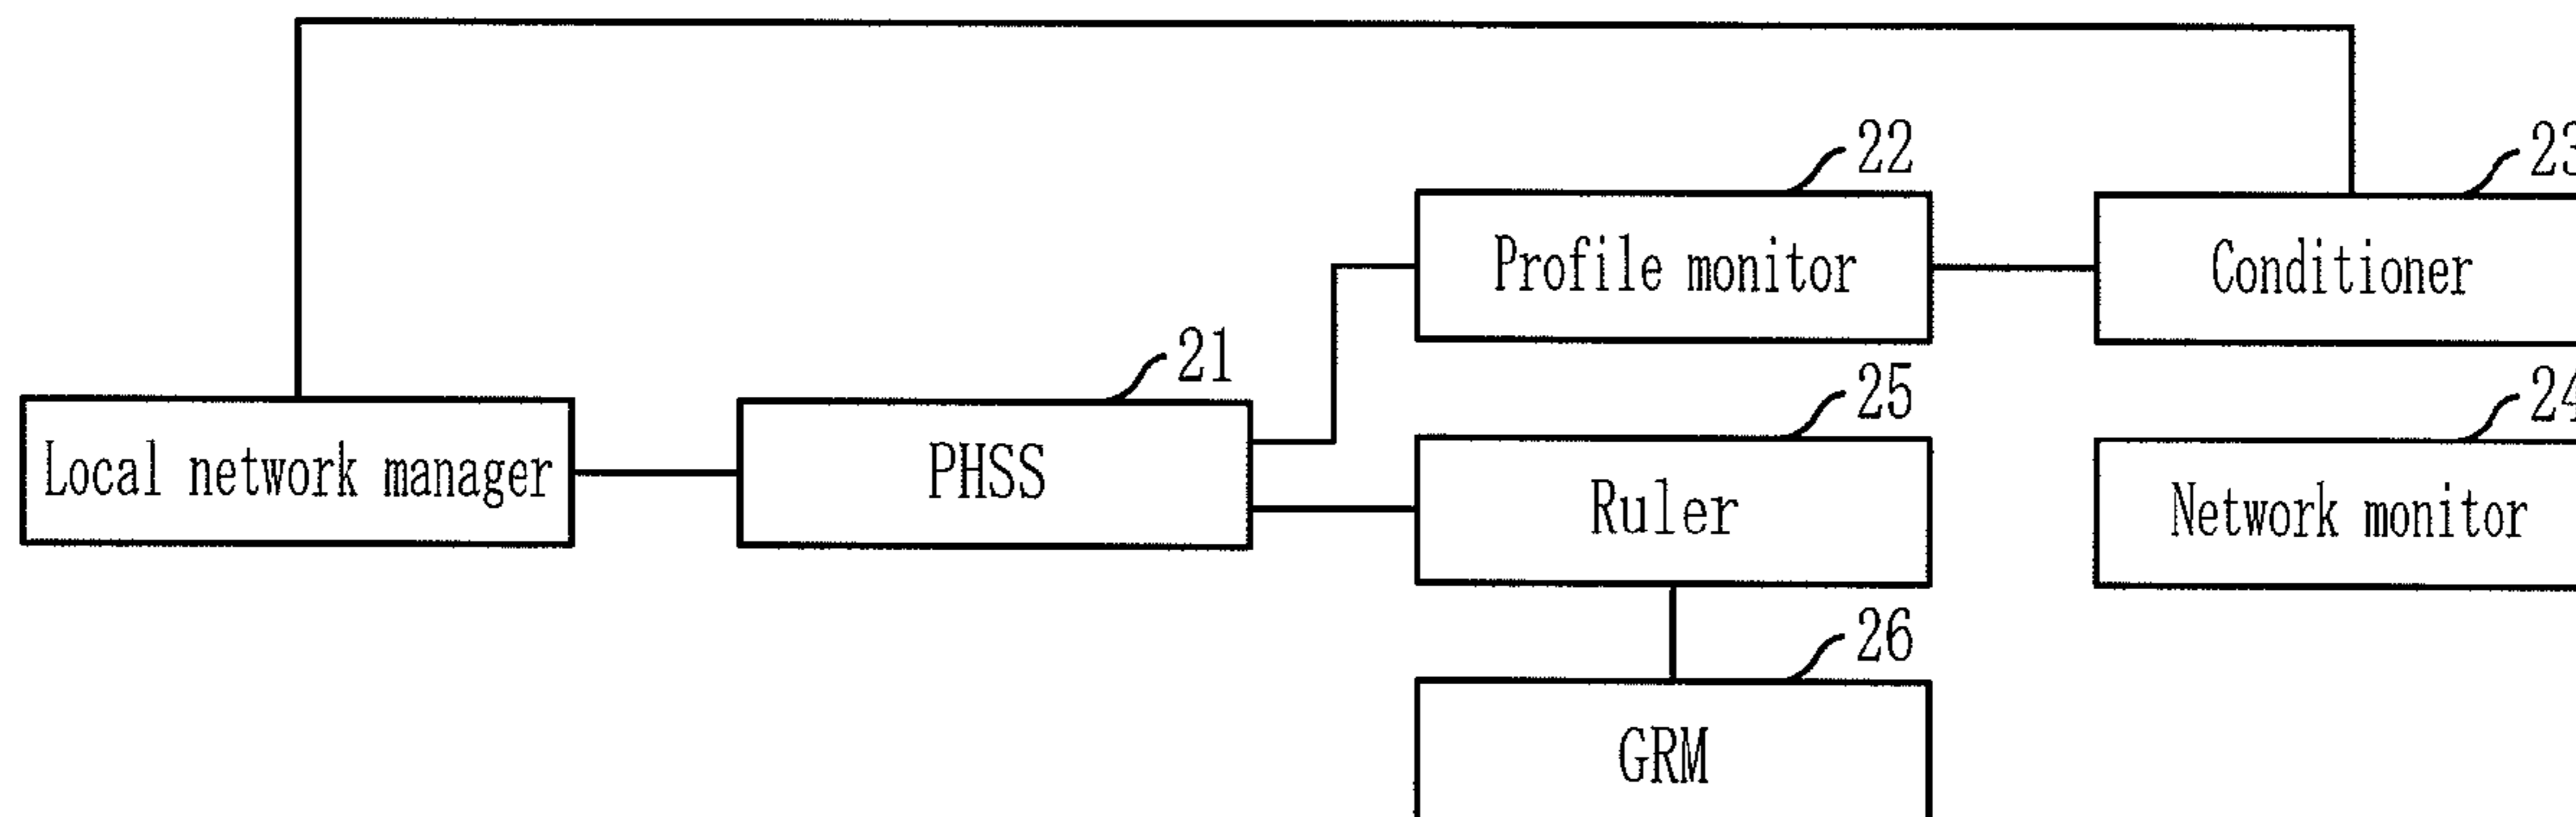 22
23
Profile monitor
Conditioner
21
25
24
Local network manager
PHSS
Ruler
Network monitor
26
GRM